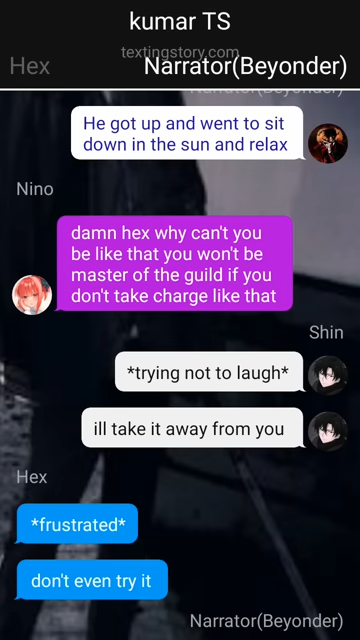 kumar TS
textingstory.com
Hex
Narrator(Beyonder)
Narrator(Beyonder)
He got up and went to sit
down in the sun and relax
Nino
damn hex why can't you
be like that you won't be
master of the guild if you
don't take charge like that
Shin
*trying not to laugh*
ill take it away from you
Hex
*frustrated*
don't even try it
Narrator(Beyonder)